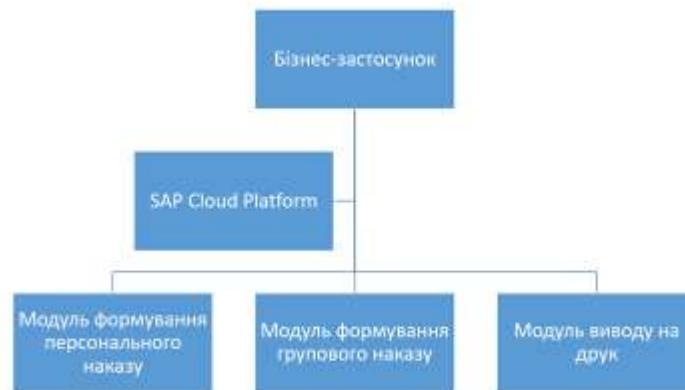 Бізнес-застосунок
SAP Cloud Platform
Модуль формування
персонального
наказу
Модуль формування
групового наказу
Модуль виводу на
друк